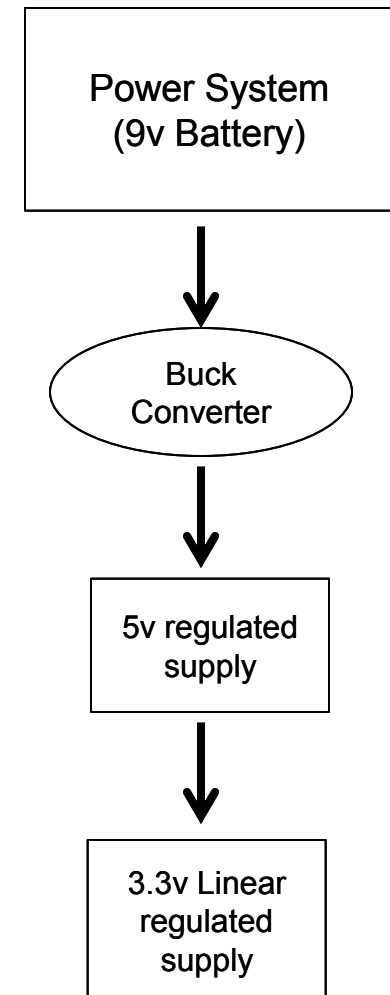 Power System
(9v Battery)
Buck
Converter
5v regulated
supply
3.3v Linear
regulated
supply